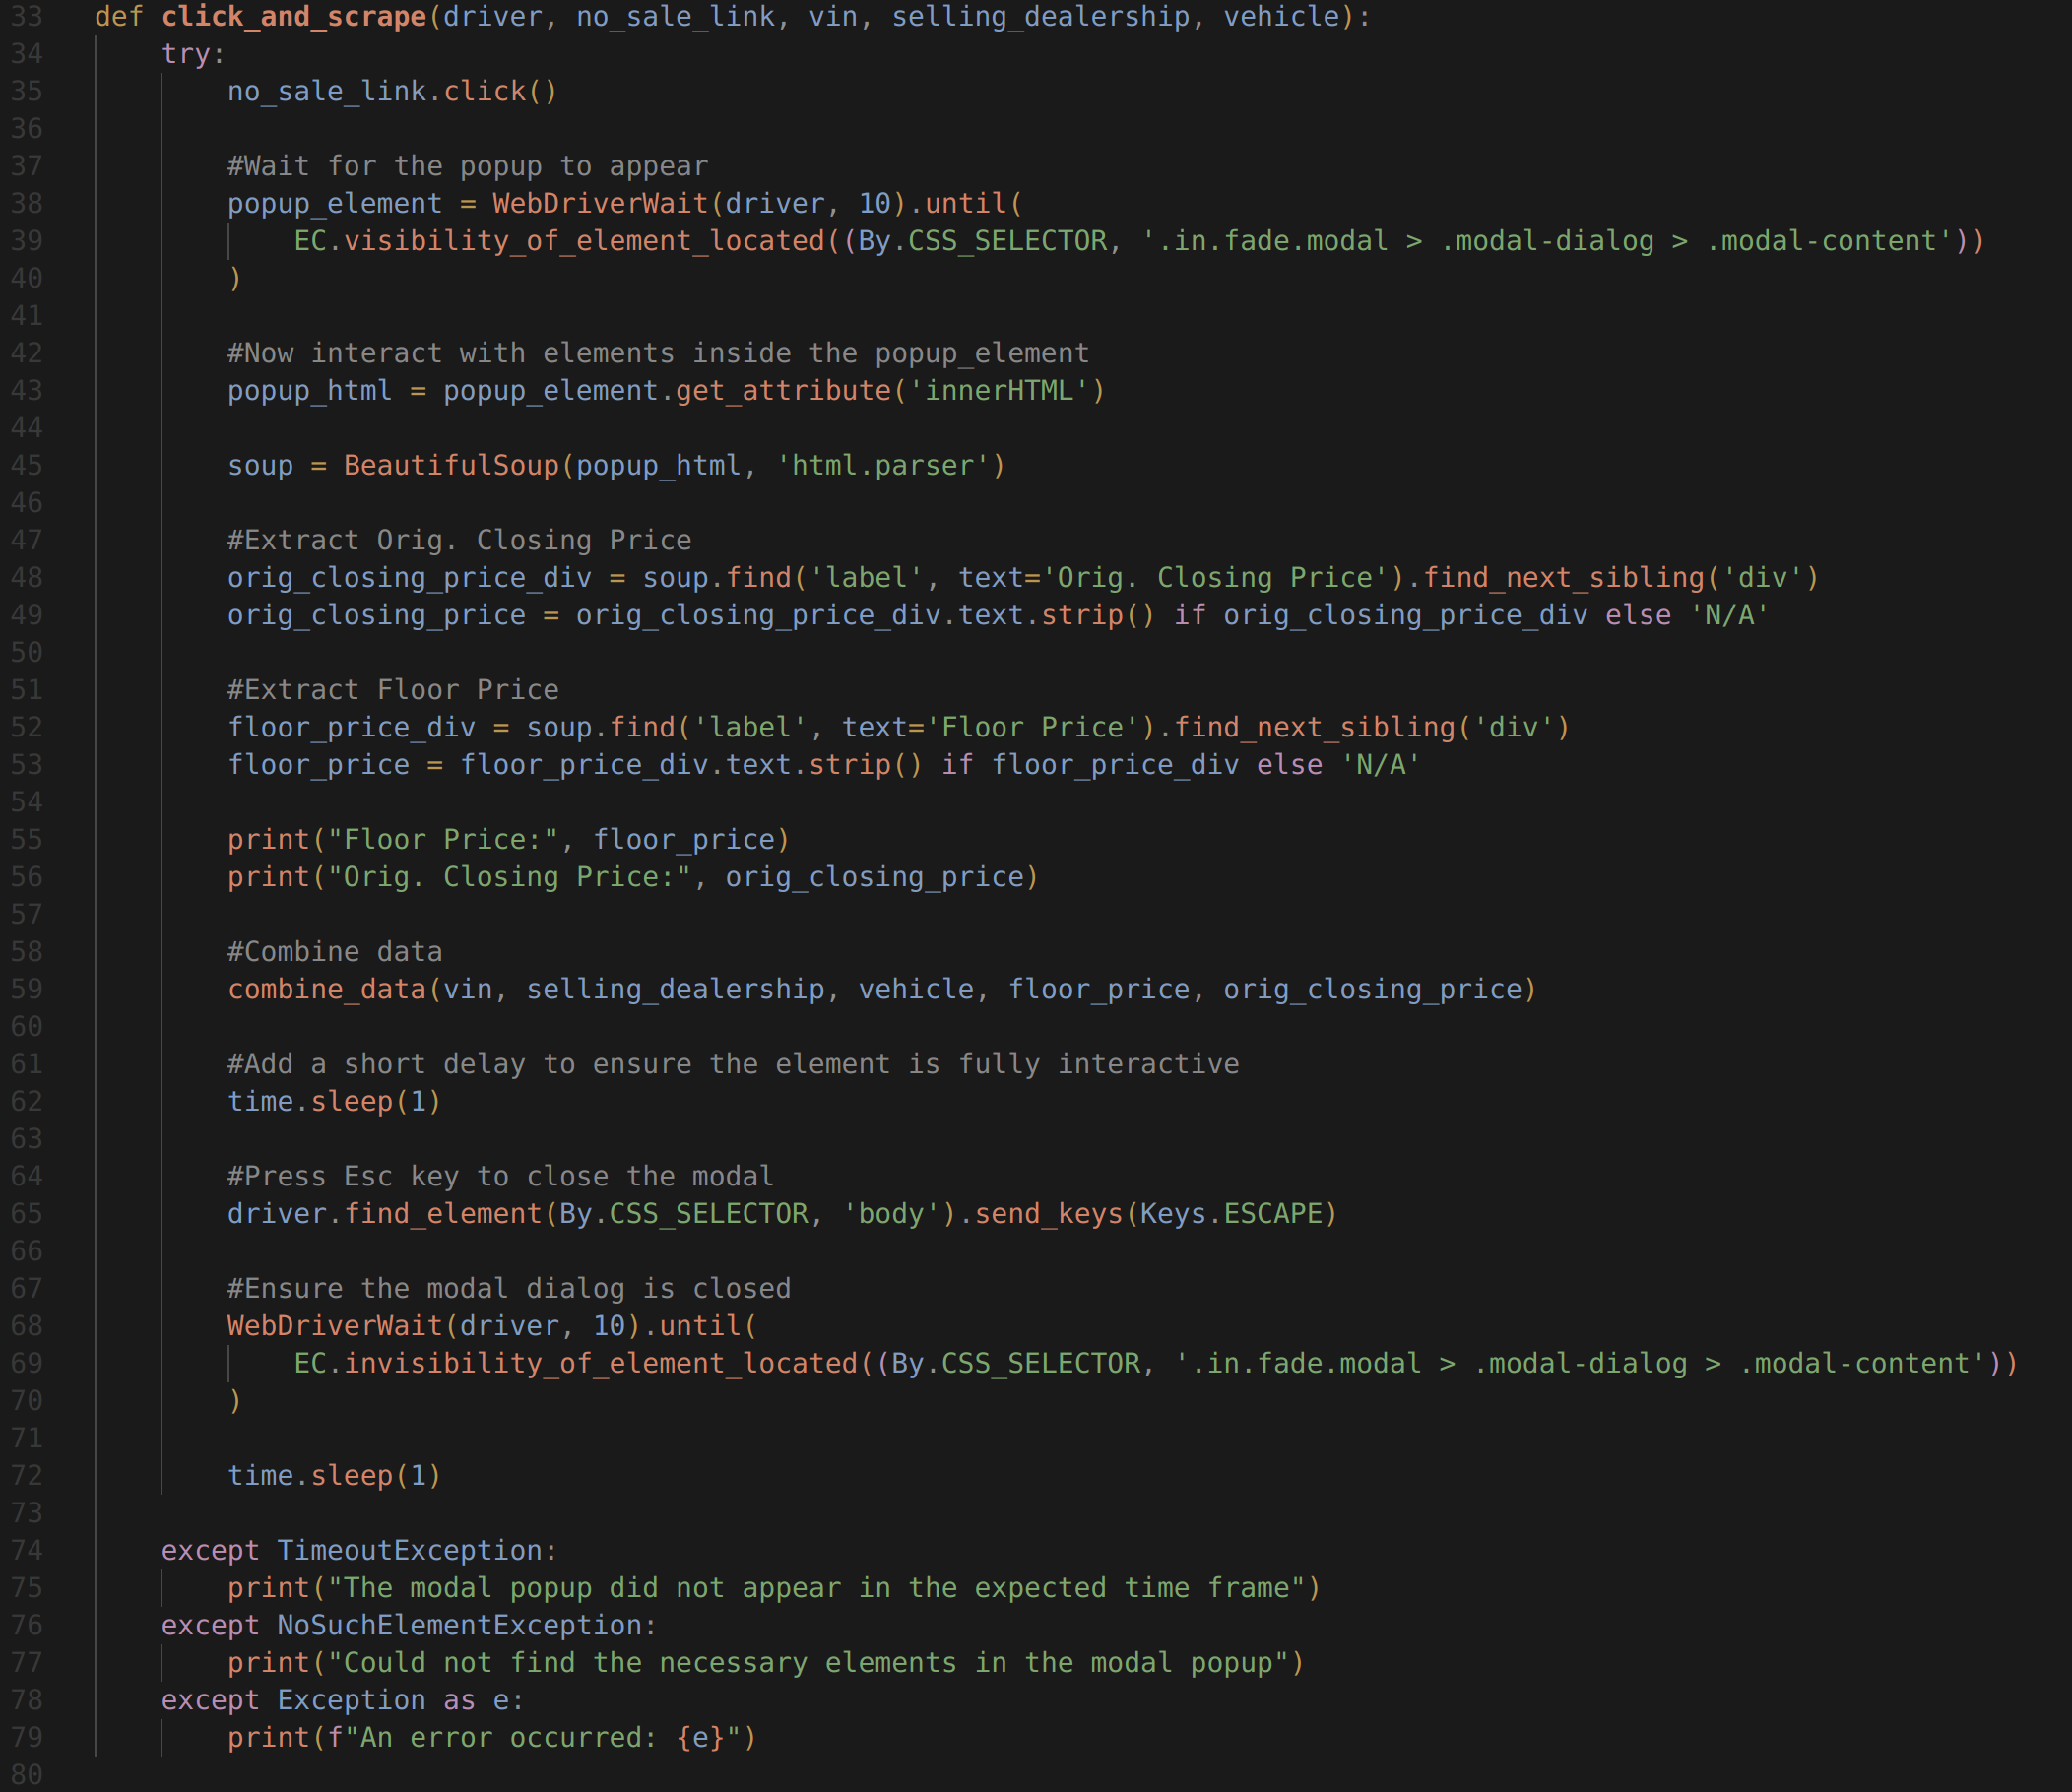 33 def click_and_scrape(driver, no_sale_link, vin, selling_dealership, vehicle):
34     try:
35         no_sale_link.click()
36
37         #Wait for the popup to appear
38         popup_element = WebDriverWait(driver, 10).until(
39             EC.visibility_of_element_located((By.CSS_SELECTOR, '.in.fade.modal > .modal-dialog > .modal-content'))
40         )
41
42         #Now interact with elements inside the popup_element
43         popup_html = popup_element.get_attribute('innerHTML')
44
45         soup = BeautifulSoup(popup_html, 'html.parser')
46
47         #Extract Orig. Closing Price
48         orig_closing_price_div = soup.find('label', text='Orig. Closing Price').find_next_sibling('div')
49         orig_closing_price = orig_closing_price_div.text.strip() if orig_closing_price_div else 'N/A'
50
51         #Extract Floor Price
52         floor_price_div = soup.find('label', text='Floor Price').find_next_sibling('div')
53         floor_price = floor_price_div.text.strip() if floor_price_div else 'N/A'
54
55         print("Floor Price:", floor_price)
56         print("Orig. Closing Price:", orig_closing_price)
57
58         #Combine data
59         combine_data(vin, selling_dealership, vehicle, floor_price, orig_closing_price)
60
61         #Add a short delay to ensure the element is fully interactive
62         time.sleep(1)
63
64         #Press Esc key to close the modal
65         driver.find_element(By.CSS_SELECTOR, 'body').send_keys(Keys.ESCAPE)
66
67         #Ensure the modal dialog is closed
68         WebDriverWait(driver, 10).until(
69             EC.invisibility_of_element_located((By.CSS_SELECTOR, '.in.fade.modal > .modal-dialog > .modal-content'))
70         )
71
72         time.sleep(1)
73
74     except TimeoutException:
75         print("The modal popup did not appear in the expected time frame")
76     except NoSuchElementException:
77         print("Could not find the necessary elements in the modal popup")
78     except Exception as e:
79         print(f"An error occurred: {e}")
80